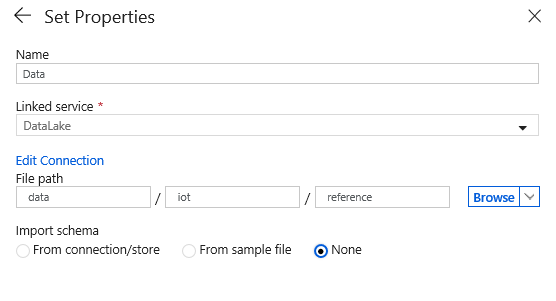 Set Properties
Name
Data
Linked service *
DataLake
Edit Connection
File path
data / iot / reference Browse
Import schema
From connection/store From sample file None